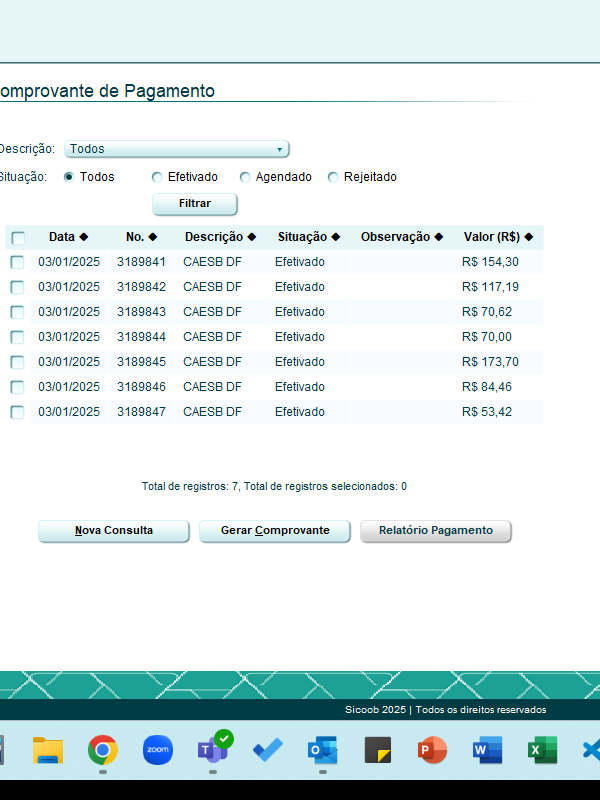 omprovante de Pagamento
Descrição: Todos
Situação: Todos Efetivado Agendado Rejeitado
Filtrar
Data No. Descrição Situação Observação Valor (R$)
03/01/2025 3189841 CAESB DF Efetivado R$ 154,30
03/01/2025 3189842 CAESB DF Efetivado R$ 117,19
03/01/2025 3189843 CAESB DF Efetivado R$ 70,62
03/01/2025 3189844 CAESB DF Efetivado R$ 70,00
03/01/2025 3189845 CAESB DF Efetivado R$ 173,70
03/01/2025 3189846 CAESB DF Efetivado R$ 84,46
03/01/2025 3189847 CAESB DF Efetivado R$ 53,42
Total de registros: 7, Total de registros selecionados: 0
Nova Consulta Gerar Comprovante Relatório Pagamento
Sicoob 2025 | Todos os direitos reservados
zoom T O P W X